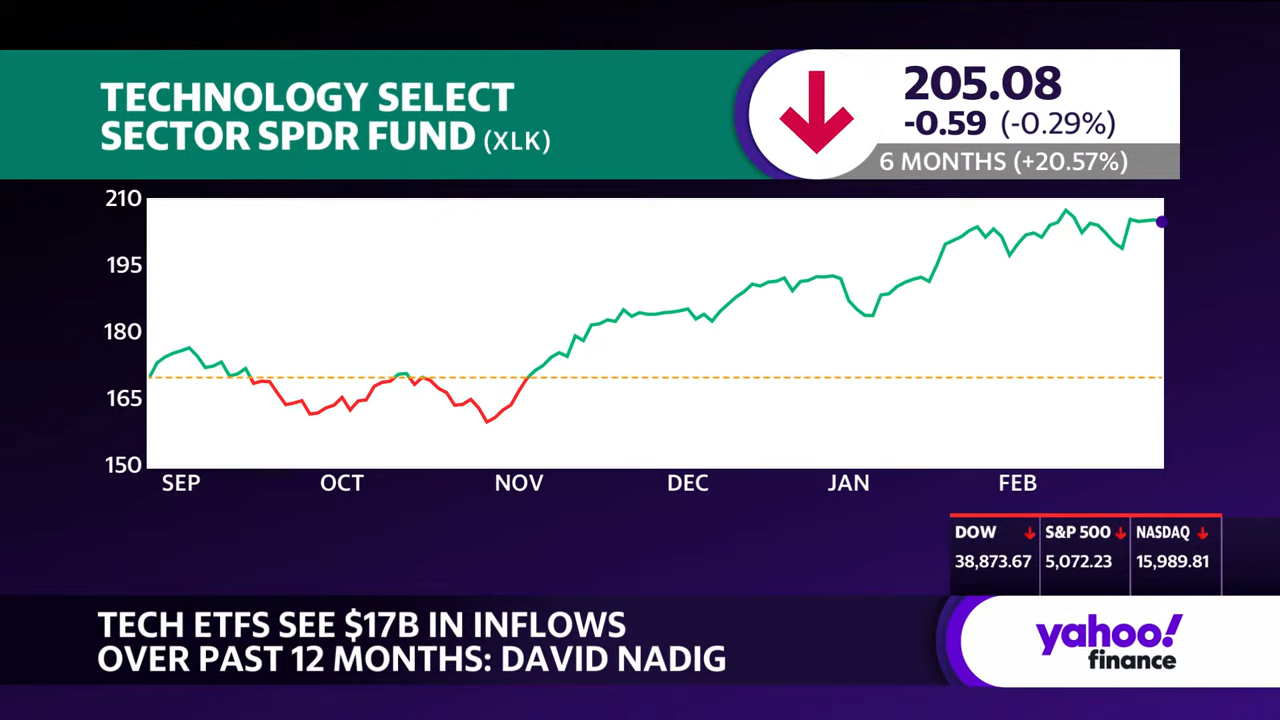 TECHNOLOGY SELECT
SECTOR SPDR FUND (XLK)
205.08
-0.59 (-0.29%)
6 MONTHS (+20.57%)
210
195
180
165
150
SEP OCT NOV DEC JAN FEB
DOW S&P 500 NASDAQ
38,873.67 5,072.23 15,989.81
TECH ETFS SEE $17B IN INFLOWS
OVER PAST 12 MONTHS: DAVID NADIG
yahoo!
finance